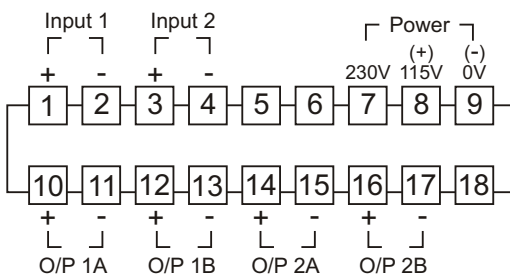 Input 1 Input 2 Power
(+) (-)
+ - + - 230V 115V 0V
1 2 3 4 5 6 7 8 9
10 11 12 13 14 15 16 17 18
+ - + - + - + -
O/P 1A O/P 1B O/P 2A O/P 2B